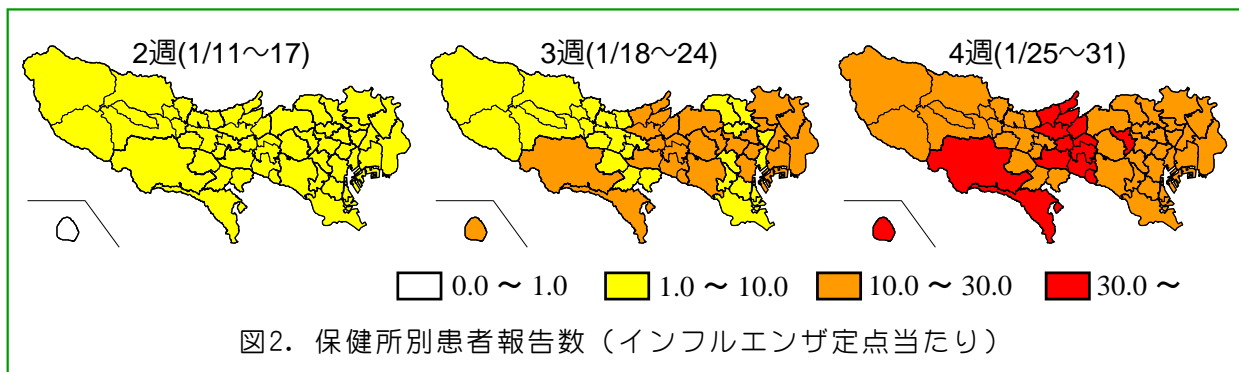 2週(1/11～17)
3週(1/18～24)
4週(1/25～31)
0.0 ～ 1.0
1.0 ～ 10.0
10.0 ～ 30.0
30.0 ～
図2. 保健所別患者報告数（インフルエンザ定点当たり）